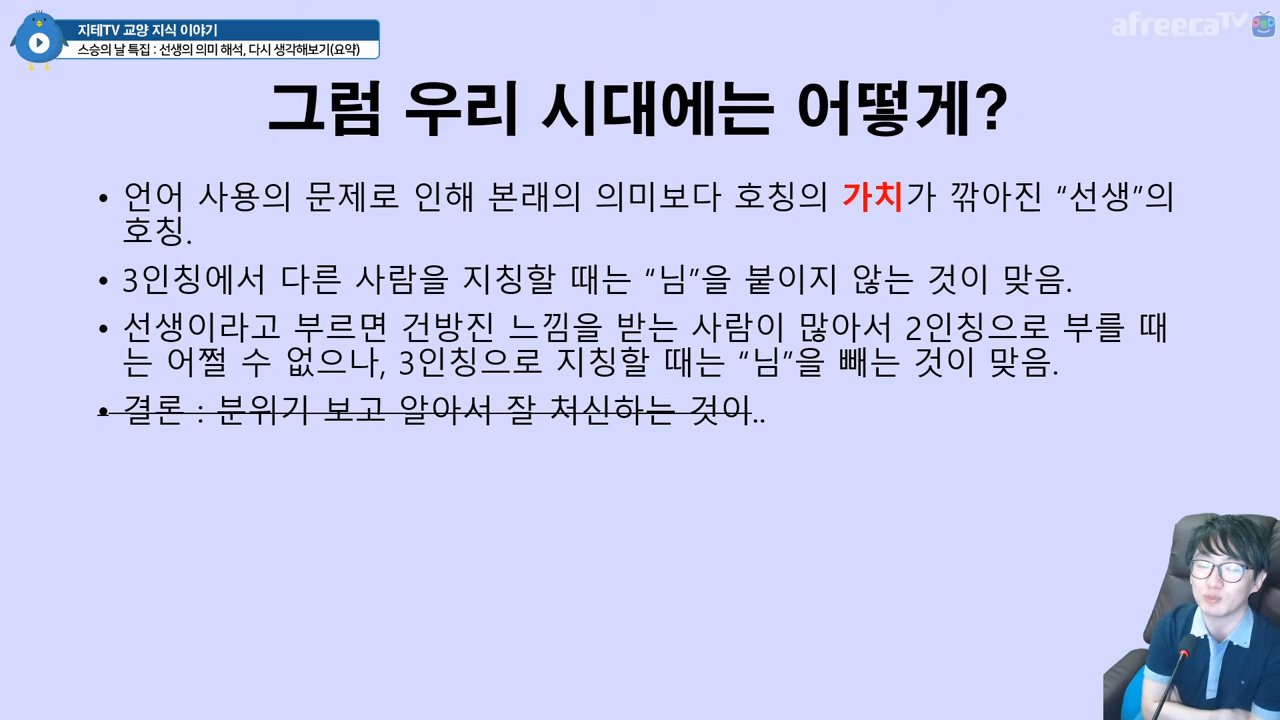 지테TV 교양 지식 이야기
스승의 날 특집 : 선생의 의미 해석, 다시 생각해보기(요약)
afreecaTV
그럼 우리 시대에는 어떻게?
• 언어 사용의 문제로 인해 본래의 의미보다 호칭의 가치가 깎아진 “선생”의
호칭.
• 3인칭에서 다른 사람을 지칭할 때는 “님”을 붙이지 않는 것이 맞음.
• 선생이라고 부르면 건방진 느낌을 받는 사람이 많아서 2인칭으로 부를 때
는 어쩔 수 없으나, 3인칭으로 지칭할 때는 “님”을 빼는 것이 맞음.
• 결론 : 분위기 보고 알아서 잘 처신하는 것이..